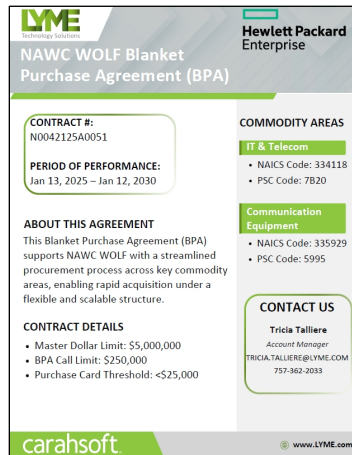 LYME
Technology Solutions
Hewlett Packard
Enterprise
NAWC WOLF Blanket
Purchase Agreement (BPA)
CONTRACT #:
N0042125A0051
PERIOD OF PERFORMANCE:
Jan 13, 2025 – Jan 12, 2030
ABOUT THIS AGREEMENT
This Blanket Purchase Agreement (BPA)
supports NAWC WOLF with a streamlined
procurement process across key commodity
areas, enabling rapid acquisition under a
flexible and scalable structure.
CONTRACT DETAILS
• Master Dollar Limit: $5,000,000
• BPA Call Limit: $250,000
• Purchase Card Threshold: <$25,000
COMMODITY AREAS
IT & Telecom
• NAICS Code: 334118
• PSC Code: 7B20
Communication
Equipment
• NAICS Code: 335929
• PSC Code: 5995
CONTACT US
Tricia Talliere
Account Manager
TRICIA.TALLIERE@LYME.COM
757-362-2033
carahsoft.
www.LYME.com